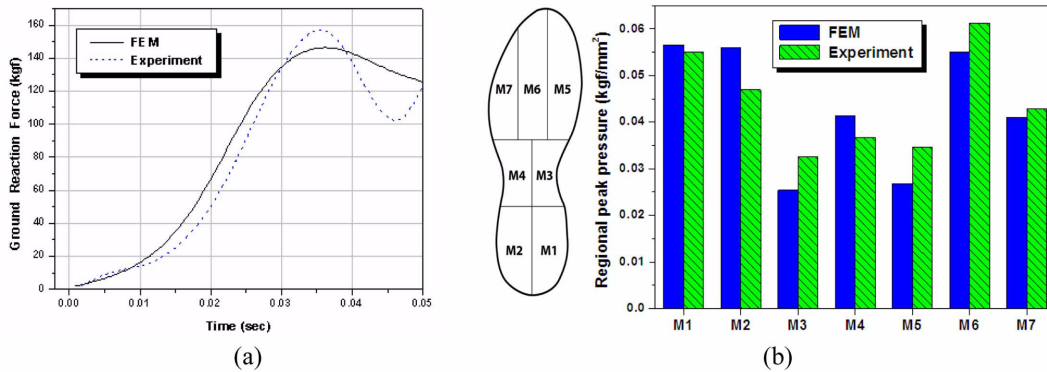 160
140
120
100
80
60
40
20
0
Ground Reaction Force (kgf)
FEM
Experiment
0.00 0.01 0.02 0.03 0.04 0.05
Time (sec)
(a)
M7 M6 M5
M4 M3
M2 M1
0.06
0.05
0.04
0.03
0.02
0.01
0.0
Regional peak pressure (kgf/mm²)
FEM
Experiment
M1 M2 M3 M4 M5 M6 M7
(b)